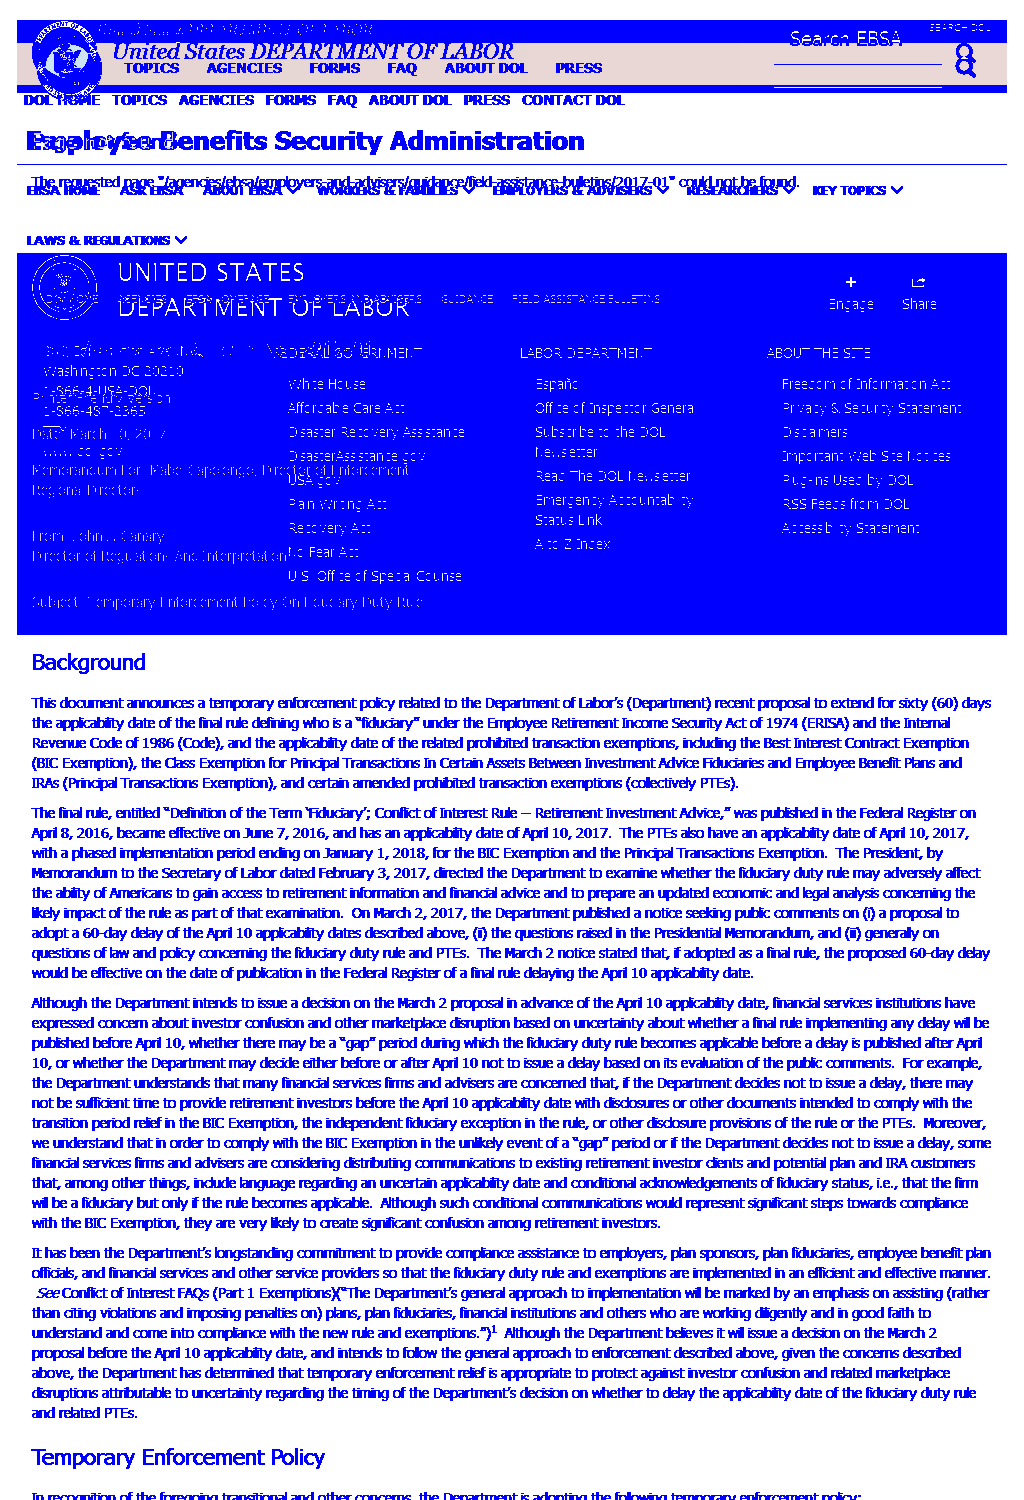 SEARCH DOL
Search EBSA
United States DEPARTMENT OF LABOR
TOPICS AGENCIES FORMS FAQ ABOUT DOL PRESS
DOL HOME TOPICS AGENCIES FORMS FAQ ABOUT DOL PRESS CONTACT DOL
Employee Benefits Security Administration
The requested page "/agencies/ebsa/employers-and-advisers/guidance/field-assistance-bulletins/2017-01" could not be found.
EBSA HOME ASK EBSA ABOUT EBSA WORKERS & FAMILIES EMPLOYERS & ADVISERS RESEARCHERS KEY TOPICS
LAWS & REGULATIONS
UNITED STATES
DEPARTMENT OF LABOR
GUIDANCE FIELD ASSISTANCE BULLETINS
Engage Share
FEDERAL GOVERNMENT LABOR DEPARTMENT ABOUT THE SITE
Washington DC 20210
1-866-4-USA-DOL
1-866-487-2365
www.dol.gov
White House
Affordable Care Act
Disaster Recovery Assistance
DisasterAssistance.gov
USA.gov
Plain Writing Act
Recovery Act
No Fear Act
U.S. Office of Special Counsel
Español
Office of Inspector General
Subscribe to the DOL
Newsletter
Read The DOL Newsletter
Emergency Accountability
Status Link
A to Z Index
Freedom of Information Act
Privacy & Security Statement
Disclaimers
Important Web Site Notices
Plug-ins Used by DOL
RSS Feeds from DOL
Accessibility Statement
Printer Friendly Version
Date: March 10, 2017
Memorandum For: Mabel Capolongo, Director of Enforcement
Regional Directors
From: John J. Canary
Director of Regulations And Interpretations
Subject: Temporary Enforcement Policy On Fiduciary Duty Rule
Background
This document announces a temporary enforcement policy related to the Department of Labor's (Department) recent proposal to extend for sixty (60) days
the applicability date of the final rule defining who is a "fiduciary" under the Employee Retirement Income Security Act of 1974 (ERISA) and the Internal
Revenue Code of 1986 (Code), and the applicability date of the related prohibited transaction exemptions, including the Best Interest Contract Exemption
(BIC Exemption), the Class Exemption for Principal Transactions In Certain Assets Between Investment Advice Fiduciaries and Employee Benefit Plans and
IRAs (Principal Transactions Exemption), and certain amended prohibited transaction exemptions (collectively PTEs).
The final rule, entitled "Definition of the Term 'Fiduciary'; Conflict of Interest Rule — Retirement Investment Advice," was published in the Federal Register on
April 8, 2016, became effective on June 7, 2016, and has an applicability date of April 10, 2017. The PTEs also have an applicability date of April 10, 2017,
with a phased implementation period ending on January 1, 2018, for the BIC Exemption and the Principal Transactions Exemption. The President, by
Memorandum to the Secretary of Labor dated February 3, 2017, directed the Department to examine whether the fiduciary duty rule may adversely affect
the ability of Americans to gain access to retirement information and financial advice and to prepare an updated economic and legal analysis concerning the
likely impact of the rule as part of that examination. On March 2, 2017, the Department published a notice seeking public comments on (i) a proposal to
adopt a 60-day delay of the April 10 applicability dates described above, (ii) the questions raised in the Presidential Memorandum, and (iii) generally on
questions of law and policy concerning the fiduciary duty rule and PTEs. The March 2 notice stated that, if adopted as a final rule, the proposed 60-day delay
would be effective on the date of publication in the Federal Register of a final rule delaying the April 10 applicability date.
Although the Department intends to issue a decision on the March 2 proposal in advance of the April 10 applicability date, financial services institutions have
expressed concern about investor confusion and other marketplace disruption based on uncertainty about whether a final rule implementing any delay will be
published before April 10, whether there may be a "gap" period during which the fiduciary duty rule becomes applicable before a delay is published after April
10, or whether the Department may decide either before or after April 10 not to issue a delay based on its evaluation of the public comments. For example,
the Department understands that many financial services firms and advisers are concerned that, if the Department decides not to issue a delay, there may
not be sufficient time to provide retirement investors before the April 10 applicability date with disclosures or other documents intended to comply with the
transition period relief in the BIC Exemption, the independent fiduciary exception in the rule, or other disclosure provisions of the rule or the PTEs. Moreover,
we understand that in order to comply with the BIC Exemption in the unlikely event of a "gap" period or if the Department decides not to issue a delay, some
financial services firms and advisers are considering distributing communications to existing retirement investor clients and potential plan and IRA customers
that, among other things, include language regarding an uncertain applicability date and conditional acknowledgements of fiduciary status, i.e., that the firm
will be a fiduciary but only if the rule becomes applicable. Although such conditional communications would represent significant steps towards compliance
with the BIC Exemption, they are very likely to create significant confusion among retirement investors.
It has been the Department's longstanding commitment to provide compliance assistance to employers, plan sponsors, plan fiduciaries, employee benefit plan
officials, and financial services and other service providers so that the fiduciary duty rule and exemptions are implemented in an efficient and effective manner.
See Conflict of Interest FAQs (Part 1 Exemptions)("The Department's general approach to implementation will be marked by an emphasis on assisting (rather
than citing violations and imposing penalties on) plans, plan fiduciaries, financial institutions and others who are working diligently and in good faith to
understand and come into compliance with the new rule and exemptions.")1 Although the Department believes it will issue a decision on the March 2
proposal before the April 10 applicability date, and intends to follow the general approach to enforcement described above, given the concerns described
above, the Department has determined that temporary enforcement relief is appropriate to protect against investor confusion and related marketplace
disruptions attributable to uncertainty regarding the timing of the Department's decision on whether to delay the applicability date of the fiduciary duty rule
and related PTEs.
Temporary Enforcement Policy
In recognition of the foregoing transitional and other concerns, the Department is adopting the following temporary enforcement policy: